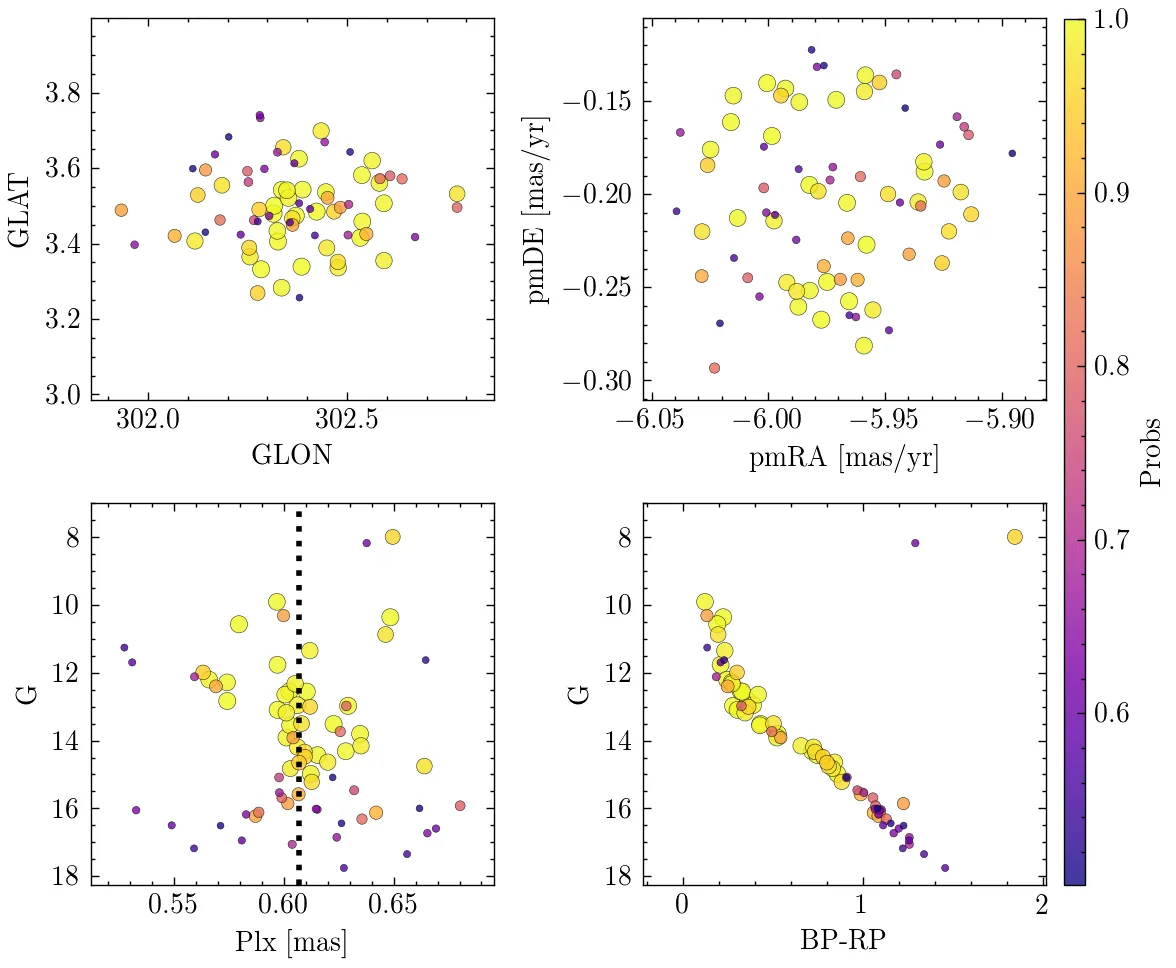 3.8
3.6
3.4
3.2
3.0
GLAT
302.0 302.5
GLON
−0.15
−0.20
−0.25
−0.30
pmDE [mas/yr]
−6.05 −6.00 −5.95 −5.90
pmRA [mas/yr]
1.0
0.9
0.8
0.7
0.6
Probs
8
10
12
14
16
18
G
0.55 0.60 0.65
Plx [mas]
8
10
12
14
16
18
G
0 1 2
BP-RP